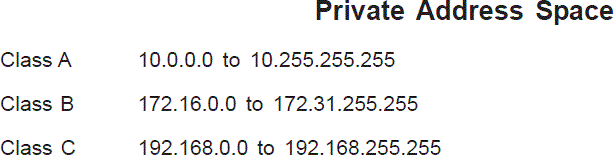 Private Address Space
Class A 10.0.0.0 to 10.255.255.255
Class B 172.16.0.0 to 172.31.255.255
Class C 192.168.0.0 to 192.168.255.255